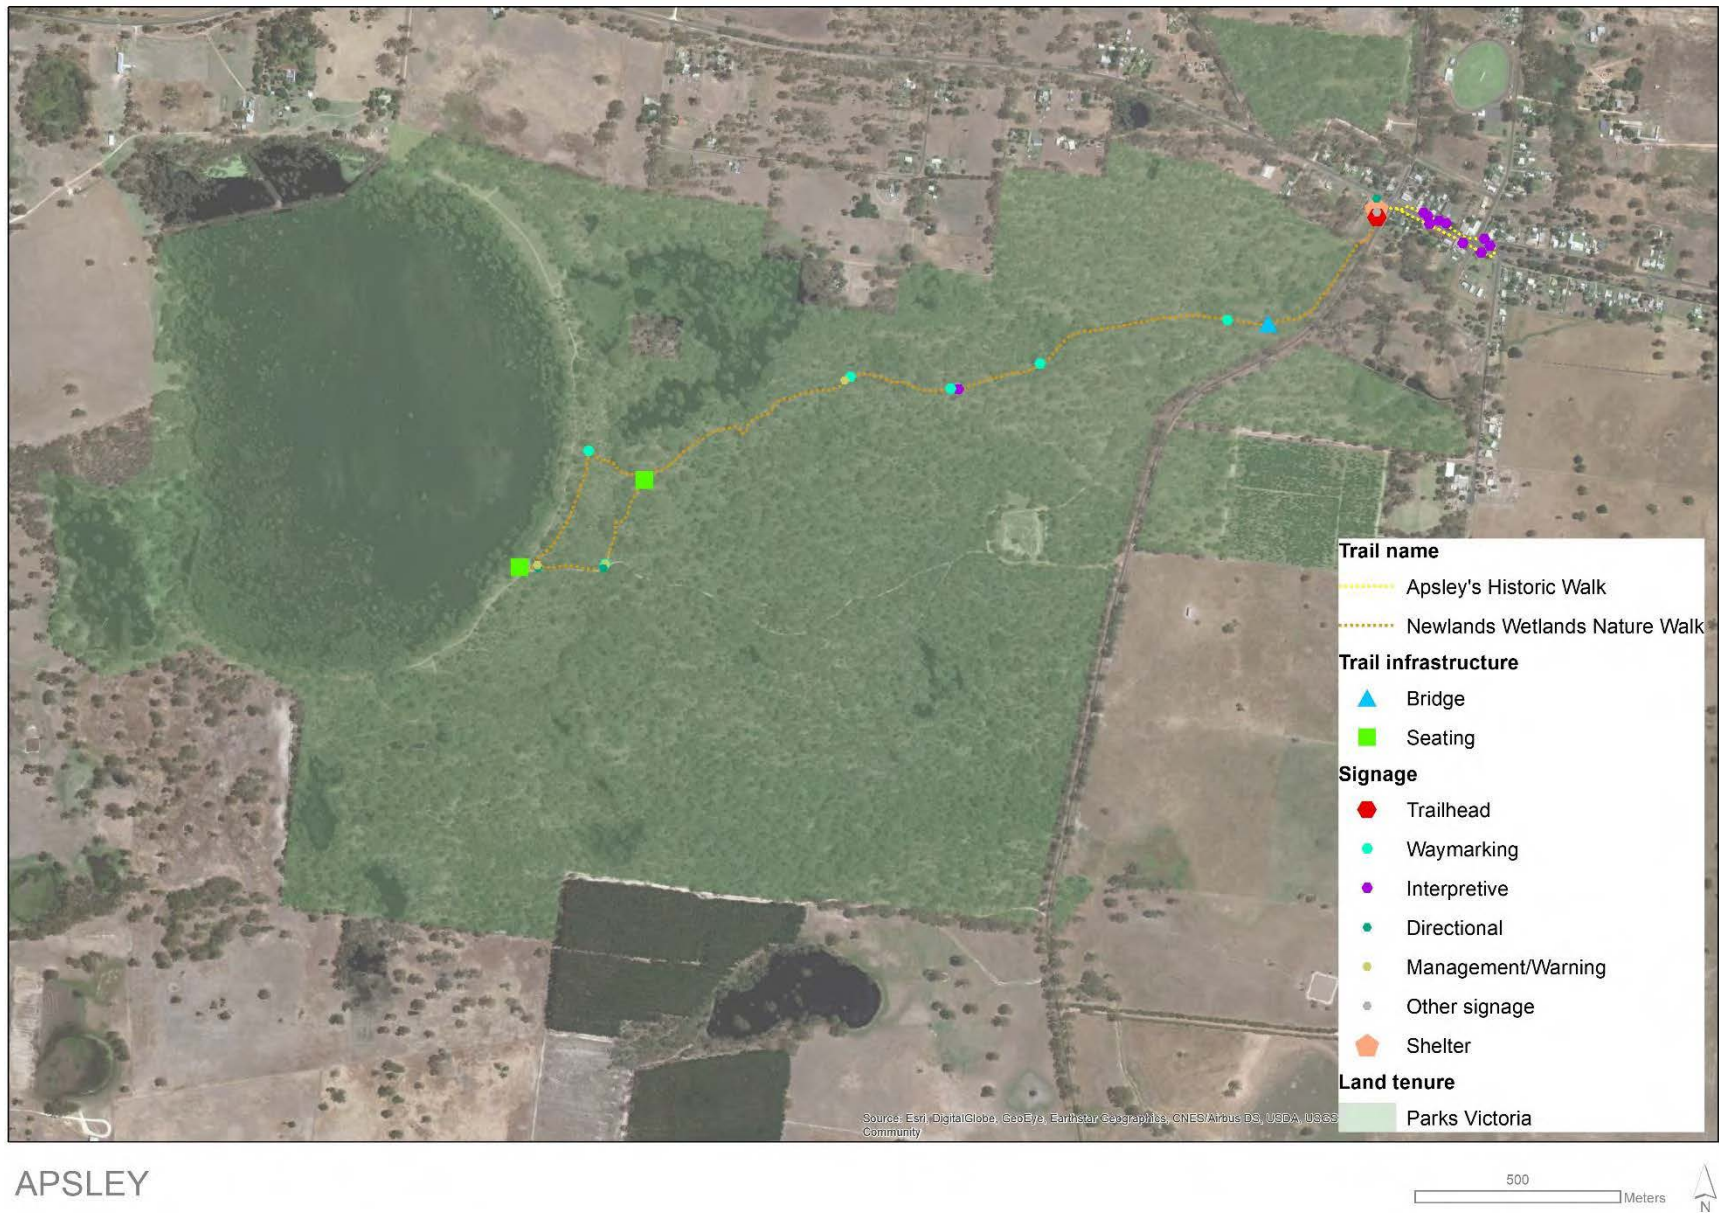 Trail name
Apsley's Historic Walk
Newlands Wetlands Nature Walk
Trail infrastructure
Bridge
Seating
Signage
Trailhead
Waymarking
Interpretive
Directional
Management/Warning
Other signage
Shelter
Land tenure
Parks Victoria
Source: Esri, DigitalGlobe, GeoEye, Earthstar Geographics, CNES/Airbus DS, USDA, USGS
Community
APSLEY
500
Meters
N